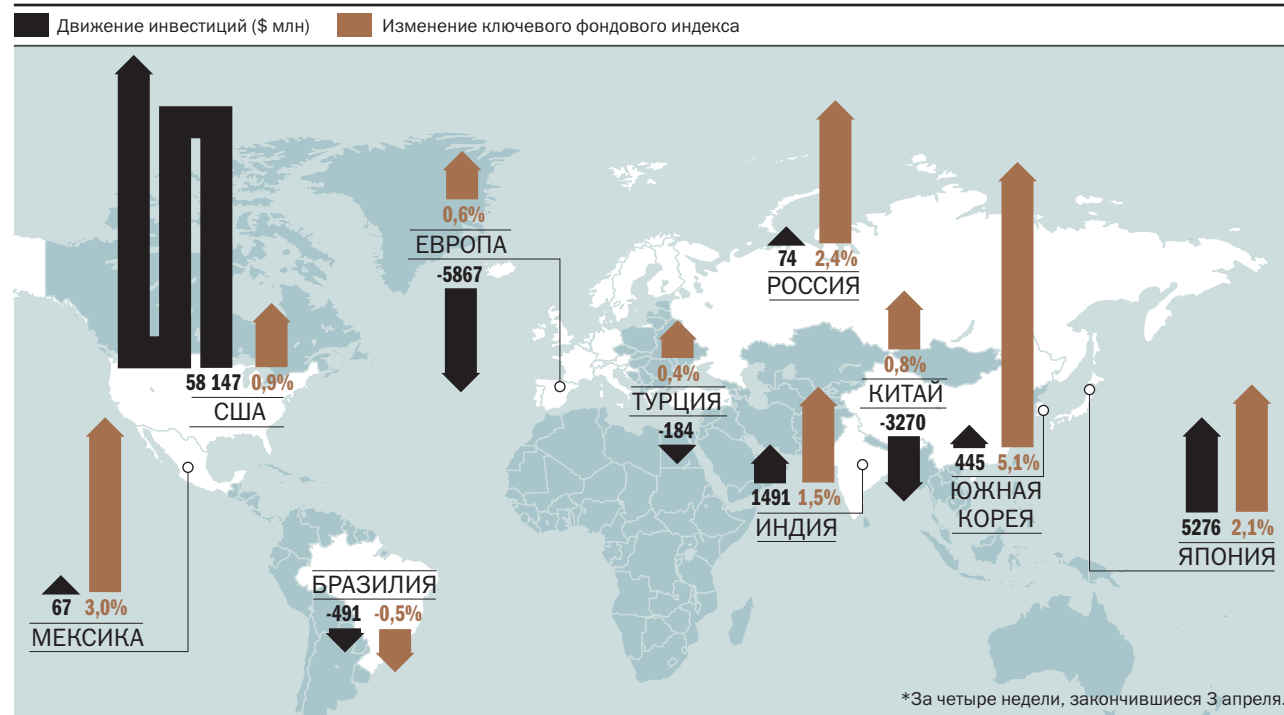 Движение инвестиций ($ млн) Изменение ключевого фондового индекса
58 147 0,9%
США
67 3,0%
МЕКСИКА
БРАЗИЛИЯ
-491 -0,5%
0,6%
ЕВРОПА
-5867
0,4%
ТУРЦИЯ
-184
74 2,4%
РОССИЯ
1491 1,5%
ИНДИЯ
0,8%
КИТАЙ
-3270
445 5,1%
ЮЖНАЯ
КОРЕЯ
5276 2,1%
ЯПОНИЯ
*За четыре недели, закончившиеся 3 апреля.